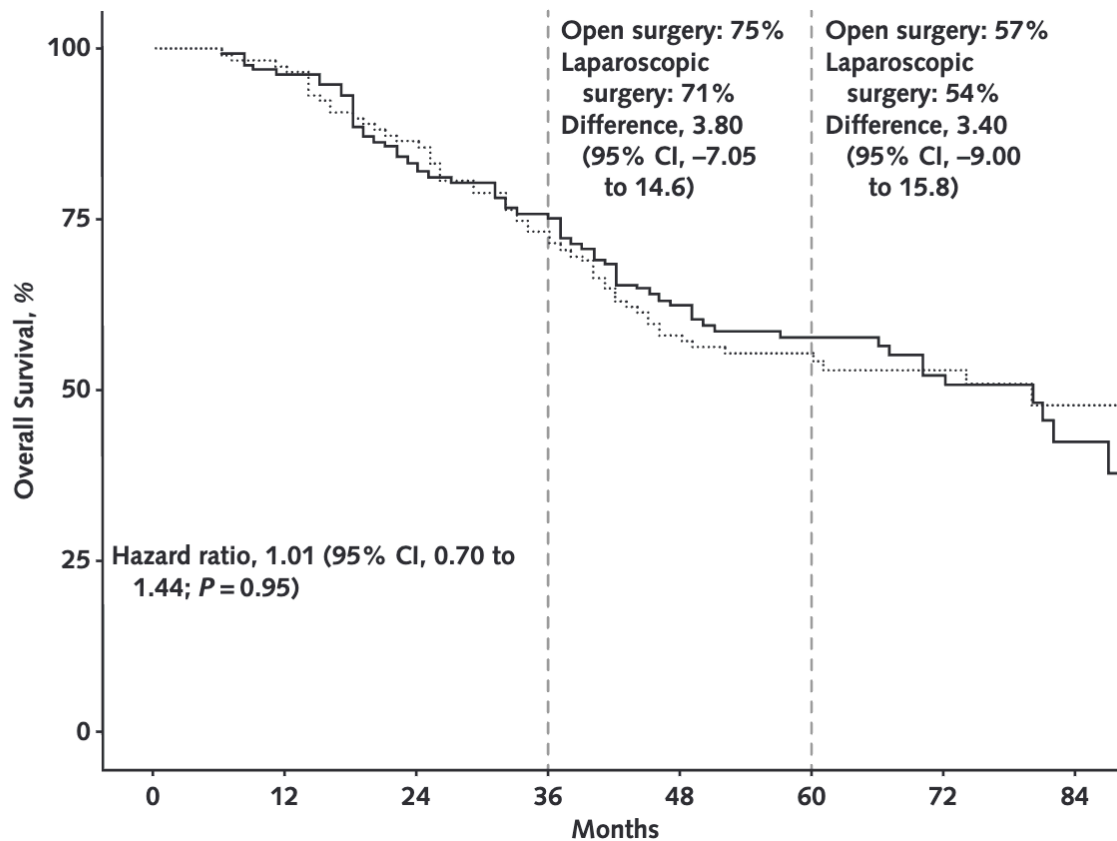 Overall Survival, %
100
75
50
25
0
Open surgery: 75%
Laparoscopic
surgery: 71%
Difference, 3.80
(95% CI, –7.05
to 14.6)
Open surgery: 57%
Laparoscopic
surgery: 54%
Difference, 3.40
(95% CI, –9.00
to 15.8)
Hazard ratio, 1.01 (95% CI, 0.70 to
1.44; P = 0.95)
0 12 24 36 48 60 72 84
Months